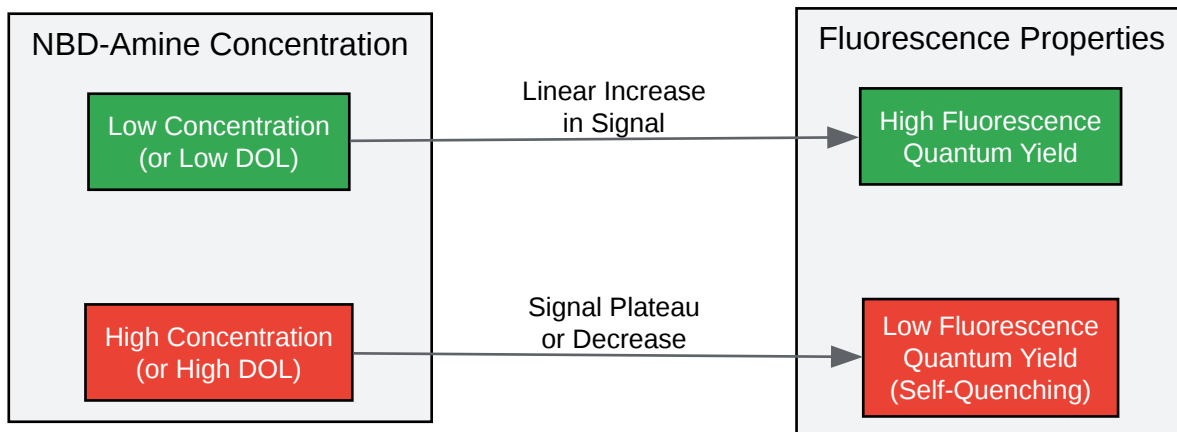 NBD-Amine Concentration
Low Concentration
(or Low DOL)
High Concentration
(or High DOL)
Linear Increase
in Signal
Signal Plateau
or Decrease
Fluorescence Properties
High Fluorescence
Quantum Yield
Low Fluorescence
Quantum Yield
(Self-Quenching)